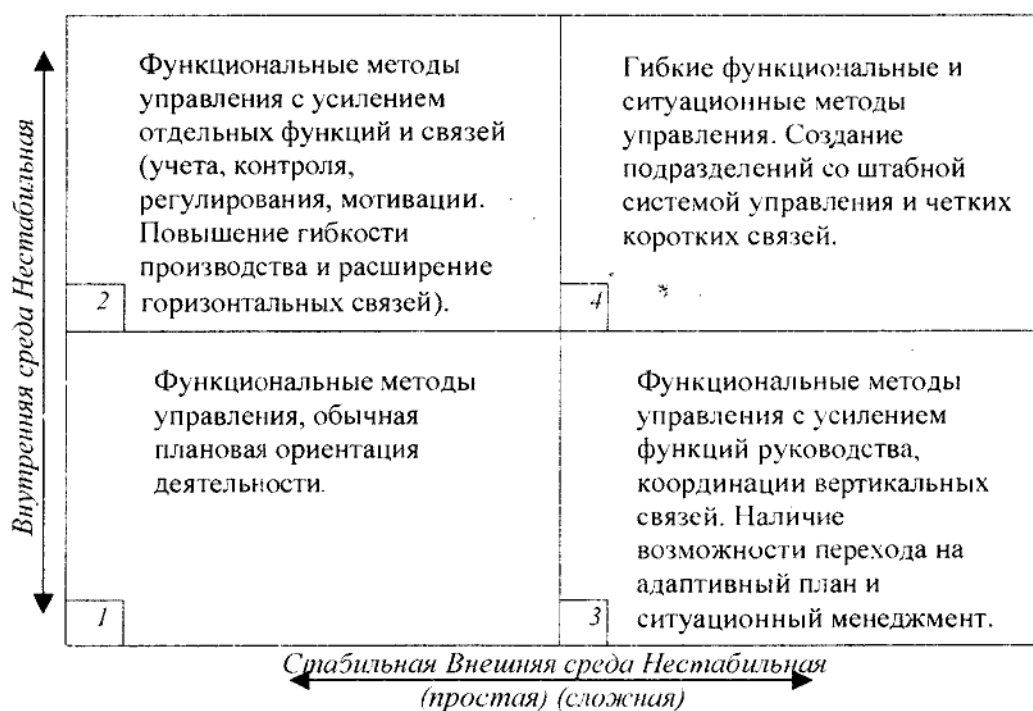 Функциональные методы
управления с усилением
отдельных функций и связей
(учета, контроля,
регулирования, мотивации.
Повышение гибкости
производства и расширение
горизонтальных связей).
2
Гибкие функциональные и
ситуационные методы
управления. Создание
подразделений со штабной
системой управления и четких
коротких связей.
4
Внутренняя среда Нестабильная
Функциональные методы
управления, обычная
плановая ориентация
деятельности.
1
Функциональные методы
управления с усилением
функций руководства,
координации вертикальных
связей. Наличие
возможности перехода на
адаптивный план и
ситуационный менеджмент.
3
Стабильная Внешняя среда Нестабильная
(простая) (сложная)